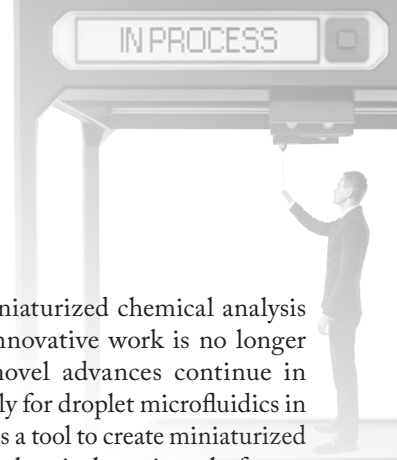 IN PROCESS
niaturized chemical analysis
nnovative work is no longer
novel advances continue in
ly for droplet microfluidics in
s a tool to create miniaturized